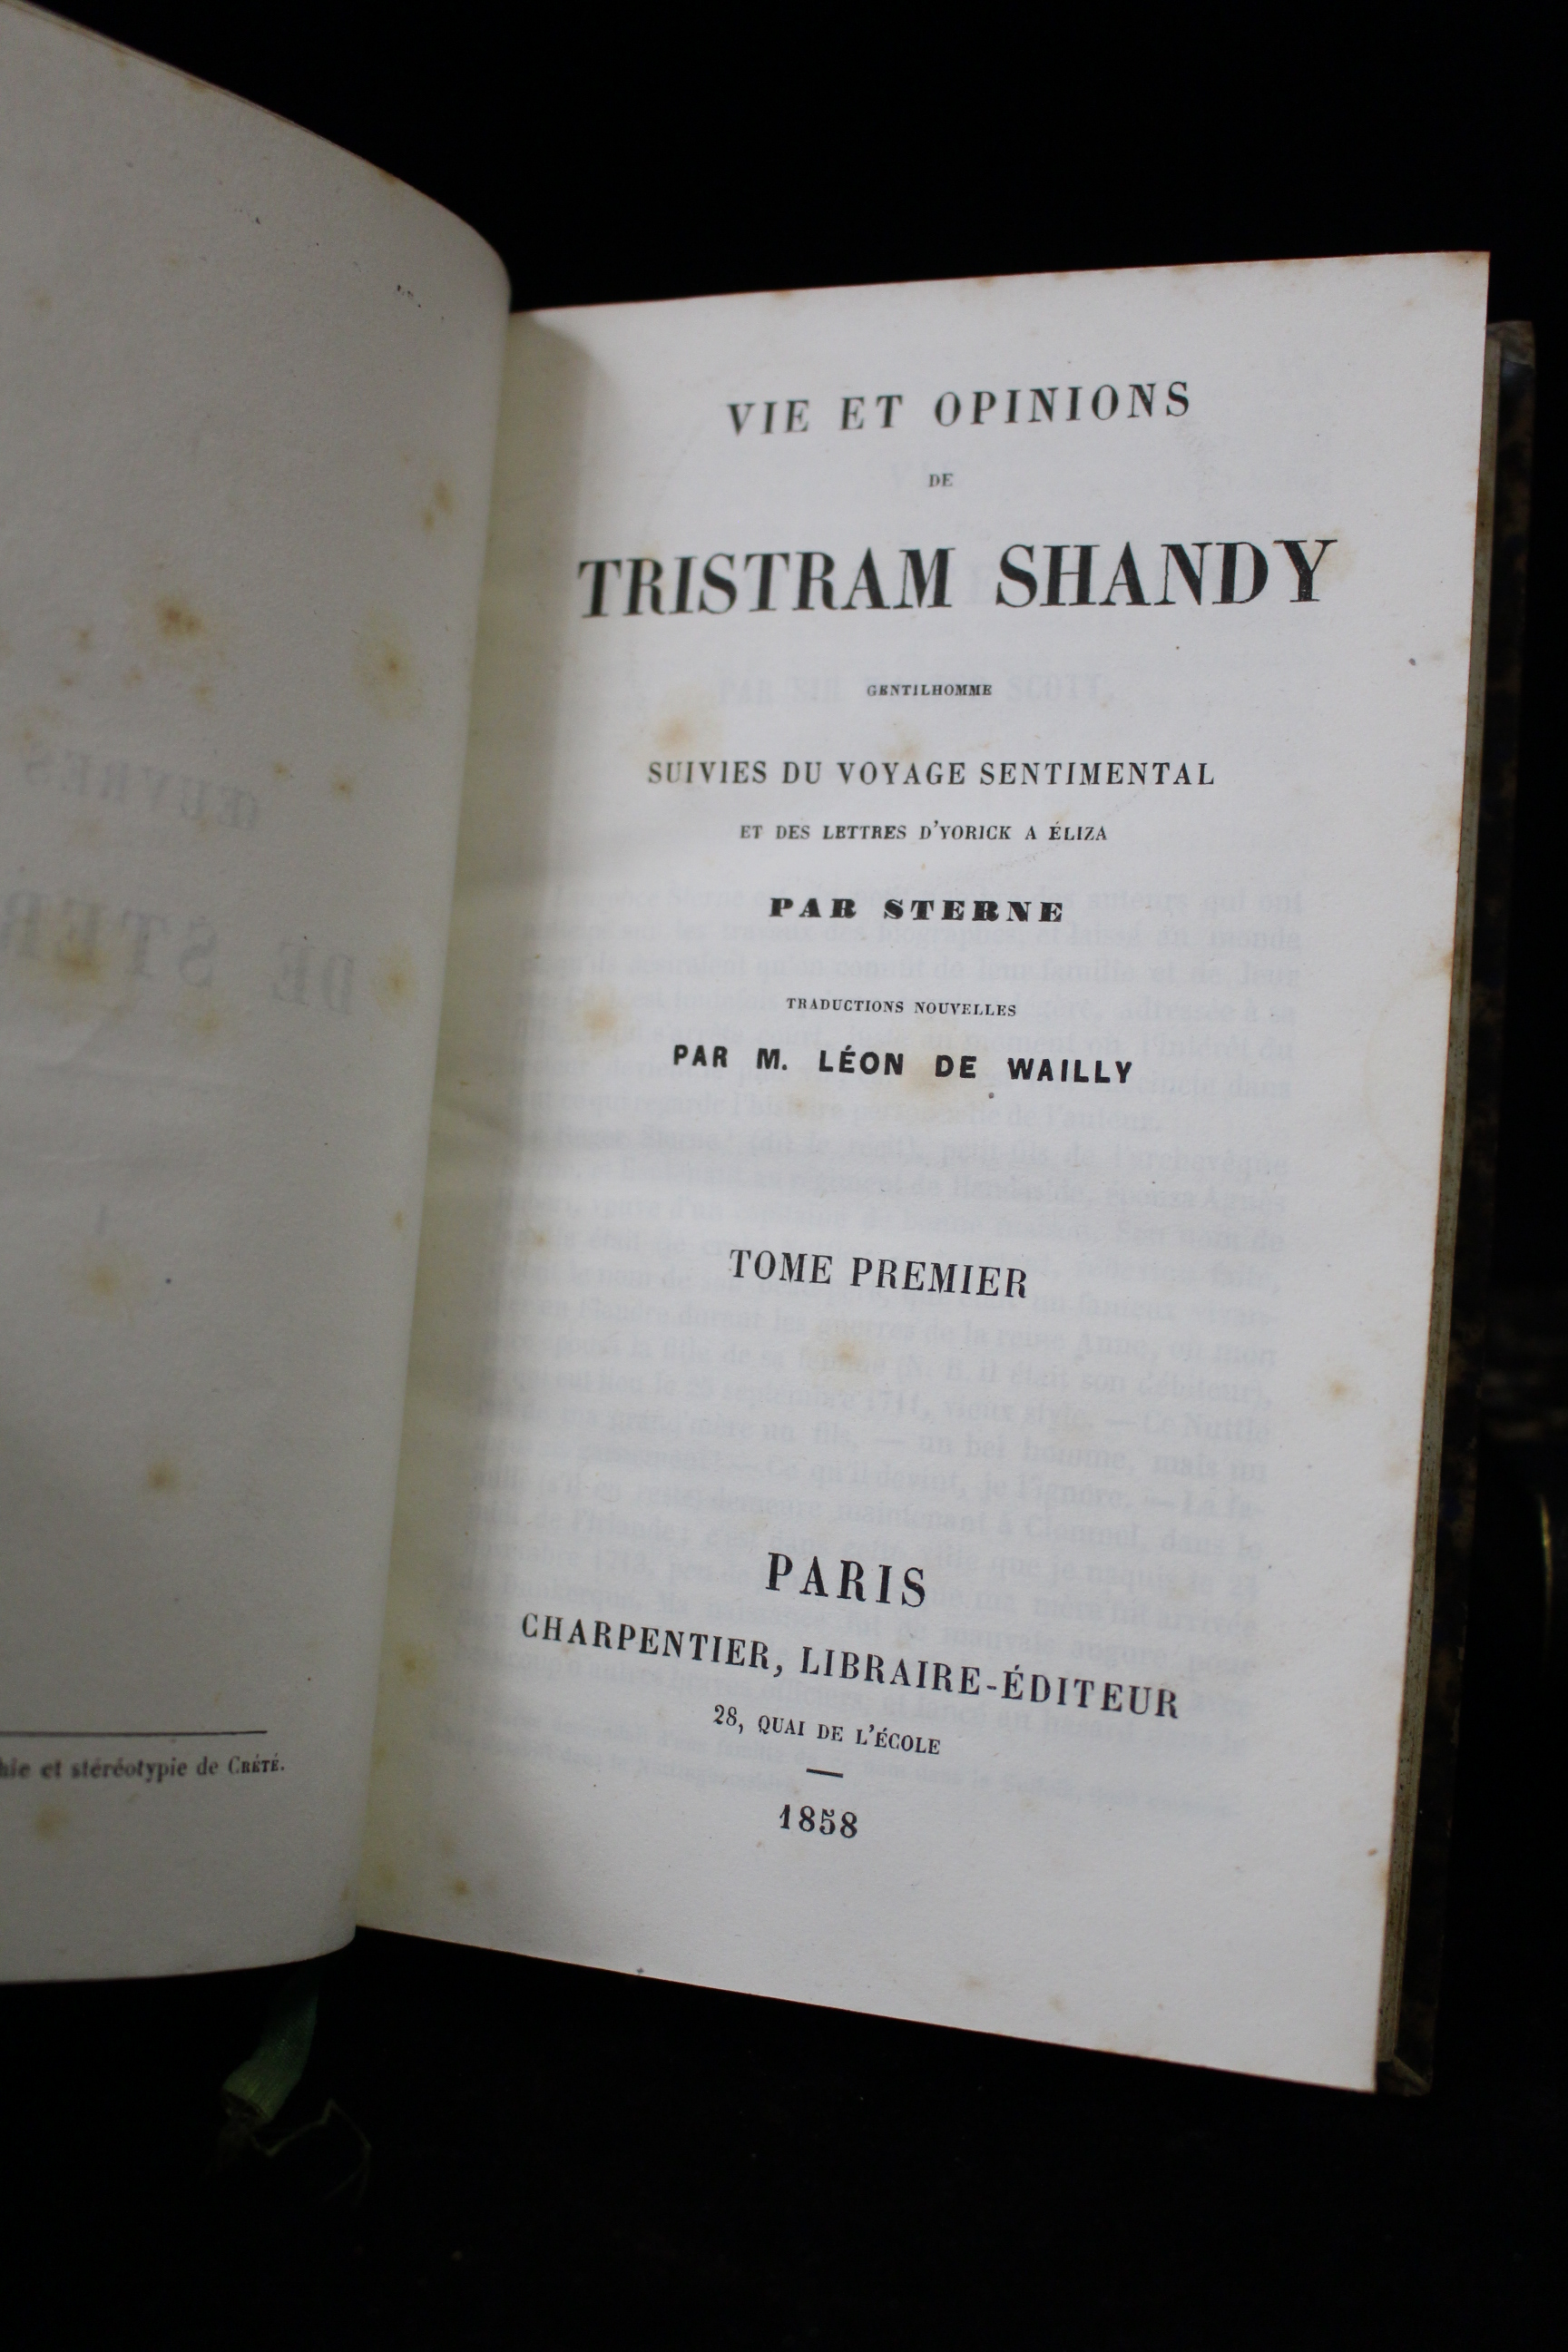 ŒUVRES
DE
hie et stéréotypie de CRÉTÉ.
VIE ET OPINIONS
DE
TRISTRAM SHANDY
GENTILHOMME
SUIVIES DU VOYAGE SENTIMENTAL
ET DES LETTRES D'YORICK A ÉLIZA
PAR STERNE
TRADUCTIONS NOUVELLES
PAR M. LÉON DE WAILLY
TOME PREMIER
PARIS
CHARPENTIER, LIBRAIRE-ÉDITEUR
28, QUAI DE L'ÉCOLE
1858